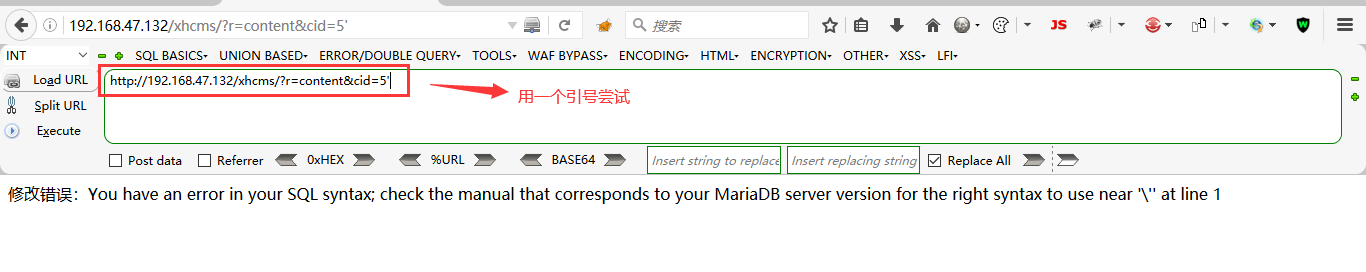 192.168.47.132/xhcms/?r=content&cid=5'
搜索
INT
SQL BASICS▾ UNION BASED▾ ERROR/DOUBLE QUERY▾ TOOLS▾ WAF BYPASS▾ ENCODING▾ HTML▾ ENCRYPTION▾ OTHER▾ XSS▾ LFI▾
Load URL
http://192.168.47.132/xhcms/?r=content&cid=5'
用一个引号尝试
Split URL
Execute
Post data Referrer 0xHEX %URL BASE64 Insert string to replace Insert replacing string Replace All
修改错误：You have an error in your SQL syntax; check the manual that corresponds to your MariaDB server version for the right syntax to use near '\'' at line 1